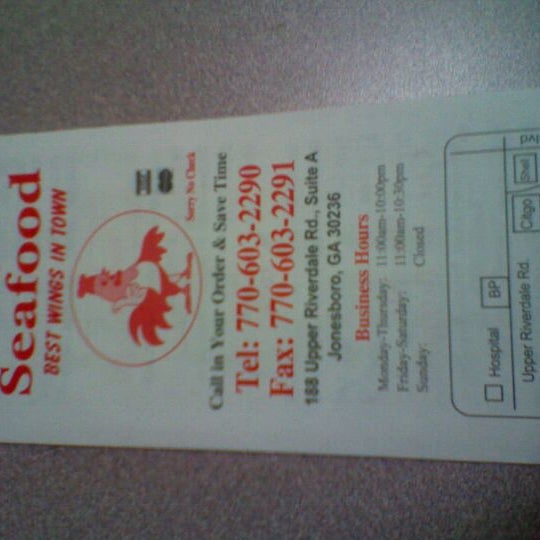 Seafood
BEST WINGS IN TOWN
Sorry No Check
Call in Your Order & Save Time
Tel: 770-603-2290
Fax: 770-603-2291
188 Upper Riverdale Rd., Suite A
Jonesboro, GA 30236
Business Hours
Monday-Thursday: 11:00am-10:00pm
Friday-Saturday: 11:00am-10:30pm
Sunday: Closed
Hospital BP
Upper Riverdale Rd.
Citgo Shell